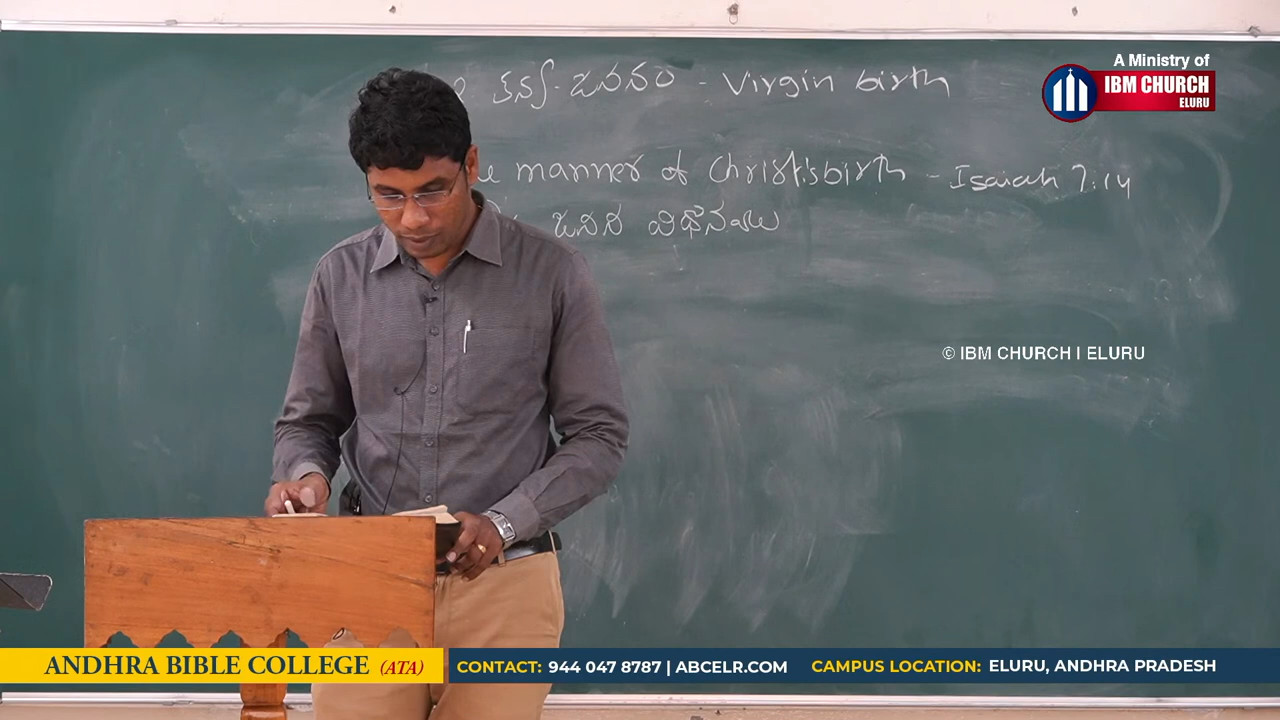 A Ministry of
IBM CHURCH
ELURU
కన్య-జననం - Virgin birth
manner of Christ's birth - Isaiah 7:14
జనన విధానములు
© IBM CHURCH I ELURU
ANDHRA BIBLE COLLEGE (ATA)
CONTACT: 944 047 8787 | ABCELR.COM CAMPUS LOCATION: ELURU, ANDHRA PRADESH